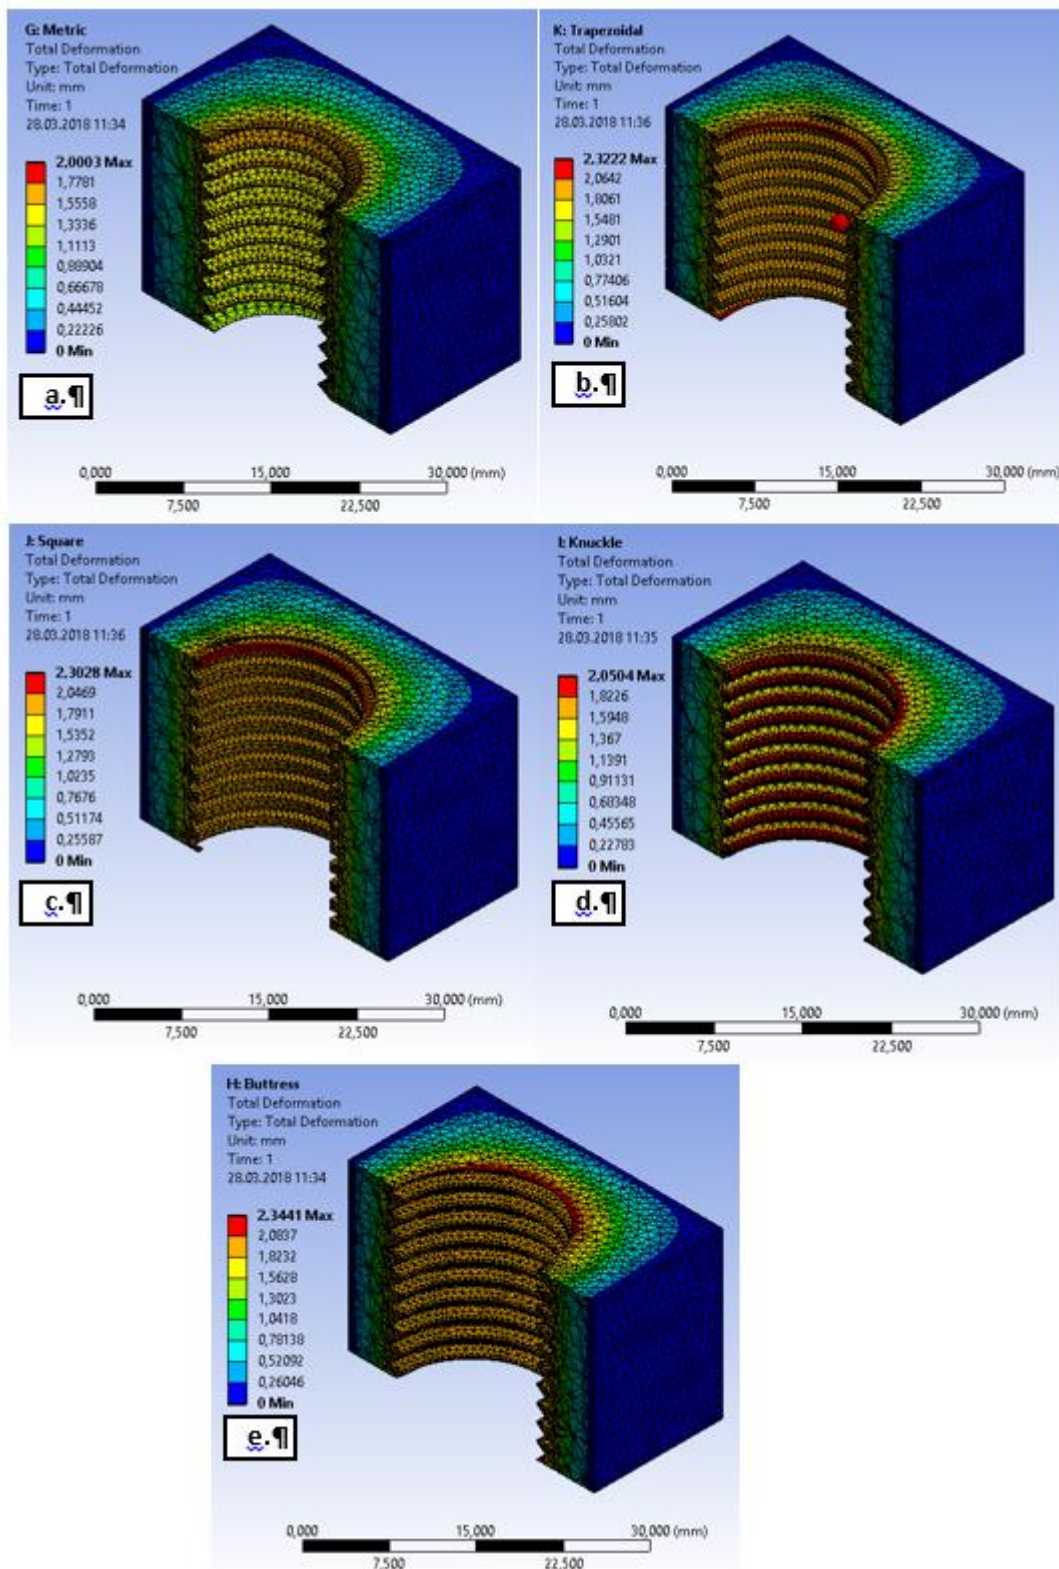 G: Metric
Total Deformation
Type: Total Deformation
Unit: mm
Time: 1
28.03.2018 11:34
2,0003 Max
1,7781
1,5558
1,3336
1,1113
0,88904
0,66678
0,44452
0,22226
0 Min
a.¶
0,000 15,000 30,000 (mm)
7,500 22,500
K: Trapezoidal
Total Deformation
Type: Total Deformation
Unit: mm
Time: 1
28.03.2018 11:36
2,3222 Max
2,0642
1,8061
1,5481
1,2901
1,0321
0,77406
0,51604
0,25802
0 Min
b.¶
0,000 15,000 30,000 (mm)
7,500 22,500
J: Square
Total Deformation
Type: Total Deformation
Unit: mm
Time: 1
28.03.2018 11:36
2,3028 Max
2,0469
1,7911
1,5352
1,2793
1,0235
0,7676
0,51174
0,25587
0 Min
c.¶
0,000 15,000 30,000 (mm)
7,500 22,500
I: Knuckle
Total Deformation
Type: Total Deformation
Unit: mm
Time: 1
28.03.2018 11:35
2,0504 Max
1,8226
1,5948
1,367
1,1391
0,91131
0,68348
0,45565
0,22783
0 Min
d.¶
0,000 15,000 30,000 (mm)
7,500 22,500
H: Buttress
Total Deformation
Type: Total Deformation
Unit: mm
Time: 1
28.03.2018 11:34
2,3441 Max
2,0837
1,8232
1,5628
1,3023
1,0418
0,78138
0,52092
0,26046
0 Min
e.¶
0,000 15,000 30,000 (mm)
7,500 22,500